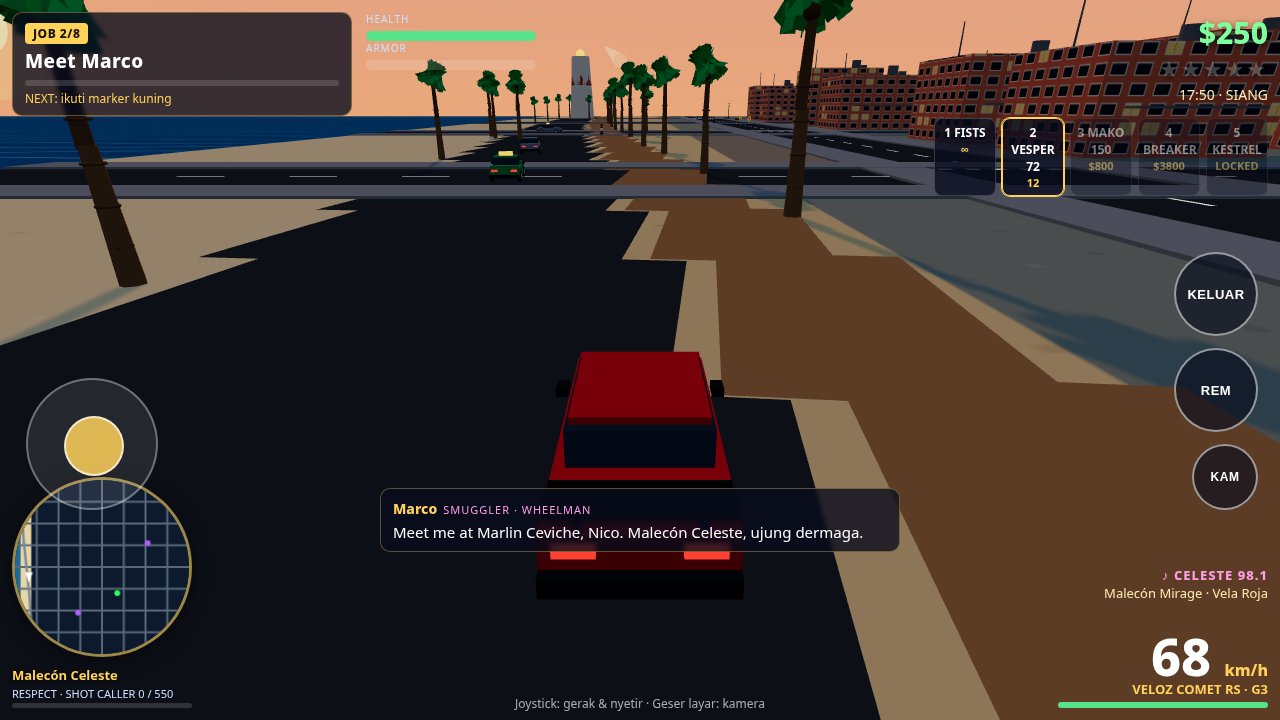 JOB 2/8
Meet Marco
NEXT: ikuti marker kuning
HEALTH
ARMOR
$250
★★★★★
17:50 · SIANG
1 FISTS
∞
2 VESPER 72
12
3 MAKO 150
$800
4 BREAKER
$3800
5 KESTREL
LOCKED
KELUAR
REM
KAM
Marco SMUGGLER · WHEELMAN
Meet me at Marlin Ceviche, Nico. Malecón Celeste, ujung dermaga.
♪ CELESTE 98.1
Malecón Mirage · Vela Roja
68 km/h
VELOZ COMET RS · G3
Malecón Celeste
RESPECT · SHOT CALLER 0 / 550
Joystick: gerak & nyetir · Geser layar: kamera